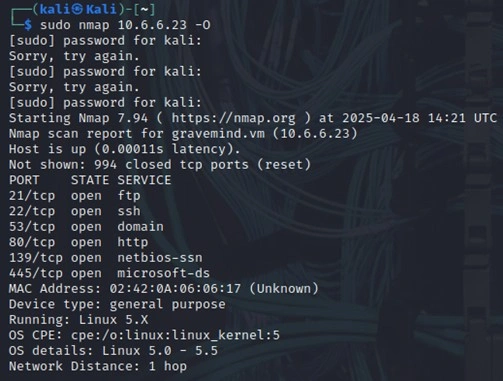 ┌──(kali㉿Kali)-[~]
└─$ sudo nmap 10.6.6.23 -O
[sudo] password for kali:
Sorry, try again.
[sudo] password for kali:
Sorry, try again.
[sudo] password for kali:
Starting Nmap 7.94 ( https://nmap.org ) at 2025-04-18 14:21 UTC
Nmap scan report for gravemind.vm (10.6.6.23)
Host is up (0.00011s latency).
Not shown: 994 closed tcp ports (reset)
PORT    STATE SERVICE
21/tcp  open  ftp
22/tcp  open  ssh
53/tcp  open  domain
80/tcp  open  http
139/tcp open  netbios-ssn
445/tcp open  microsoft-ds
MAC Address: 02:42:0A:06:06:17 (Unknown)
Device type: general purpose
Running: Linux 5.X
OS CPE: cpe:/o:linux:linux_kernel:5
OS details: Linux 5.0 - 5.5
Network Distance: 1 hop